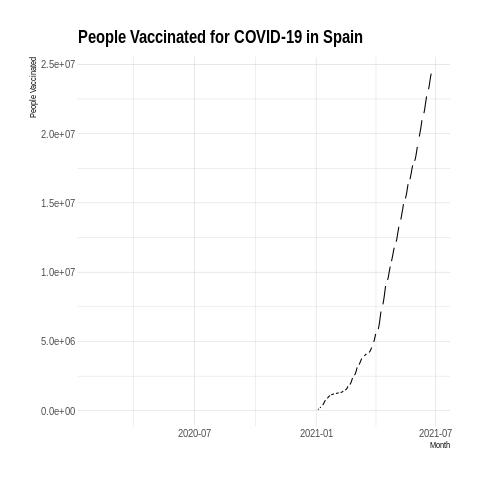 People Vaccinated for COVID-19 in Spain
People Vaccinated
2.5e+07
2.0e+07
1.5e+07
1.0e+07
5.0e+06
0.0e+00
2020-07
2021-01
2021-07
Month